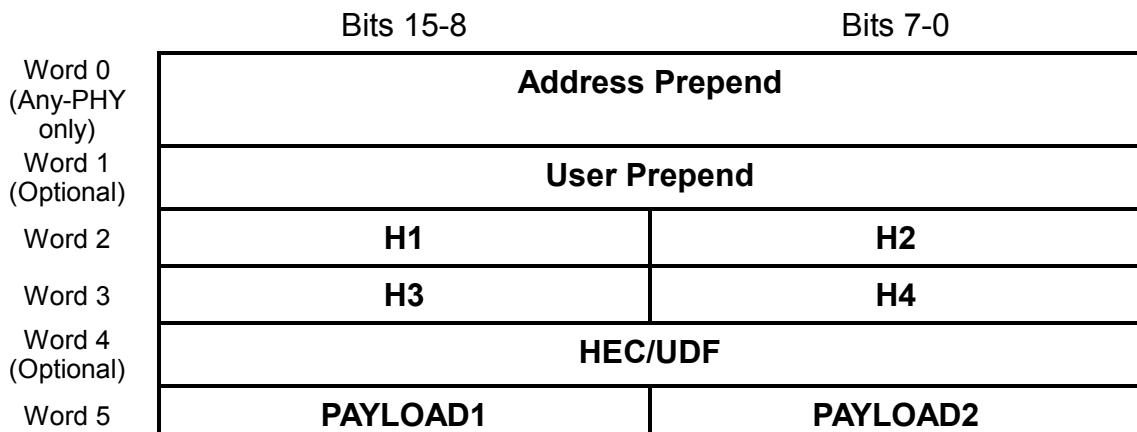 Bits 15-8 Bits 7-0
Word 0
(Any-PHY
only)
Address Prepend
Word 1
(Optional)
User Prepend
Word 2 H1 H2
Word 3 H3 H4
Word 4
(Optional)
HEC/UDF
Word 5 PAYLOAD1 PAYLOAD2